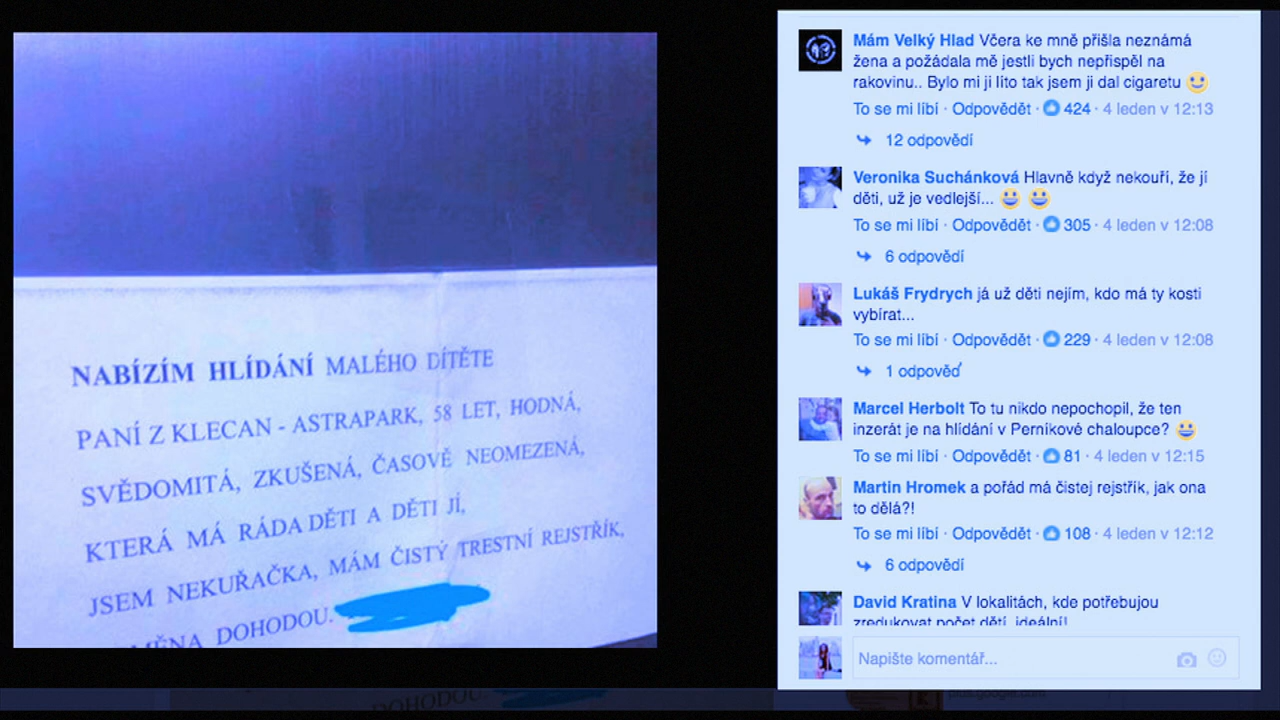 NABÍZÍM HLÍDÁNÍ MALÉHO DÍTĚTE
PANÍ Z KLECAN - ASTRAPARK, 58 LET, HODNÁ,
SVĚDOMITÁ, ZKUŠENÁ, ČASOVĚ NEOMEZENÁ,
KTERÁ MÁ RÁDA DĚTI A DĚTI JÍ,
JSEM NEKUŘAČKA, MÁM ČISTÝ TRESTNÍ REJSTŘÍK,
MĚNA DOHODOU.
Mám Velký Hlad Včera ke mně přišla neznámá
žena a požádala mě jestli bych nepřispěl na
rakovinu.. Bylo mi ji líto tak jsem ji dal cigaretu
To se mi líbí · Odpovědět · 424 · 4 leden v 12:13
12 odpovědí
Veronika Suchánková Hlavně když nekouří, že jí
děti, už je vedlejší...
To se mi líbí · Odpovědět · 305 · 4 leden v 12:08
6 odpovědí
Lukáš Frydrych já už děti nejím, kdo má ty kosti
vybírat...
To se mi líbí · Odpovědět · 229 · 4 leden v 12:08
1 odpověď
Marcel Herbolt To tu nikdo nepochopil, že ten
inzerát je na hlídání v Perníkové chaloupce?
To se mi líbí · Odpovědět · 81 · 4 leden v 12:15
Martin Hromek a pořád má čistej rejstřík, jak ona
to dělá?!
To se mi líbí · Odpovědět · 108 · 4 leden v 12:12
6 odpovědí
David Kratina V lokalitách, kde potřebujou
zredukovat počet dětí, ideální!
Napište komentář...
DOHODOU.